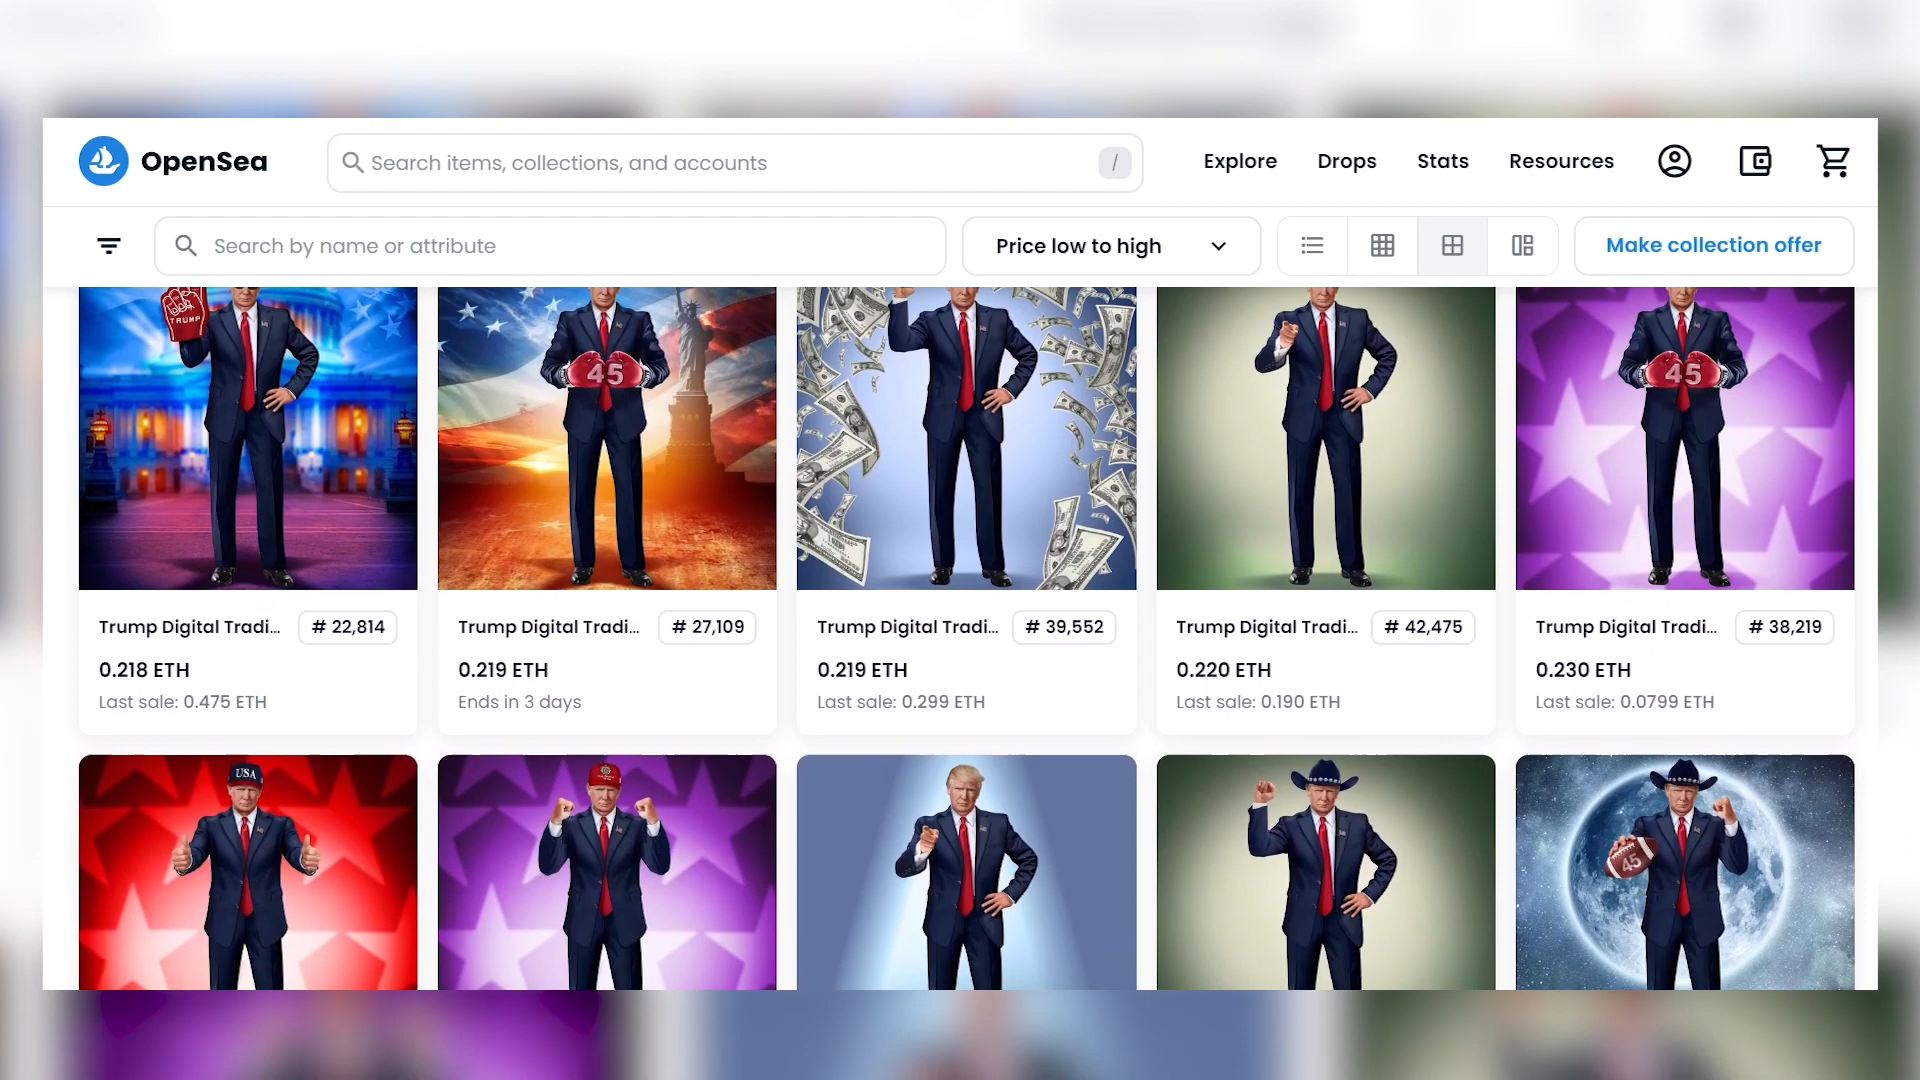 OpenSea
Search items, collections, and accounts
/
Explore
Drops
Stats
Resources
Search by name or attribute
Price low to high
Make collection offer
TRUMP
45
45
Trump Digital Tradi...
# 22,814
0.218 ETH
Last sale: 0.475 ETH
Trump Digital Tradi...
# 27,109
0.219 ETH
Ends in 3 days
Trump Digital Tradi...
# 39,552
0.219 ETH
Last sale: 0.299 ETH
Trump Digital Tradi...
# 42,475
0.220 ETH
Last sale: 0.190 ETH
Trump Digital Tradi...
# 38,219
0.230 ETH
Last sale: 0.0799 ETH
USA
45